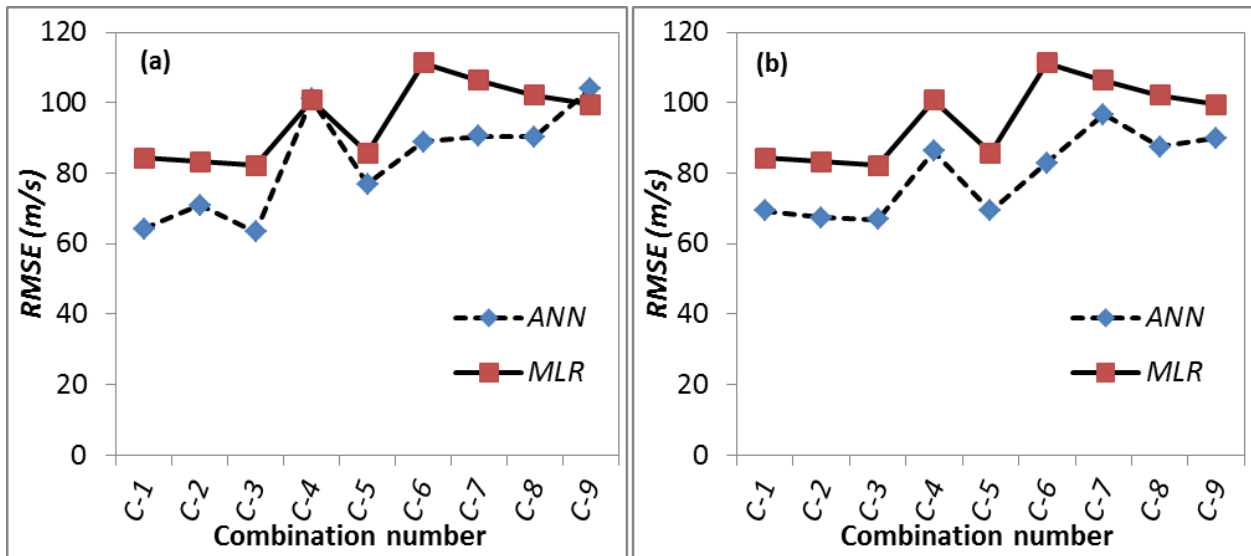 (a)
RMSE (m/s)
120
100
80
60
40
20
0
ANN
MLR
C-1 C-2 C-3 C-4 C-5 C-6 C-7 C-8 C-9
Combination number
(b)
RMSE (m/s)
120
100
80
60
40
20
0
ANN
MLR
C-1 C-2 C-3 C-4 C-5 C-6 C-7 C-8 C-9
Combination number